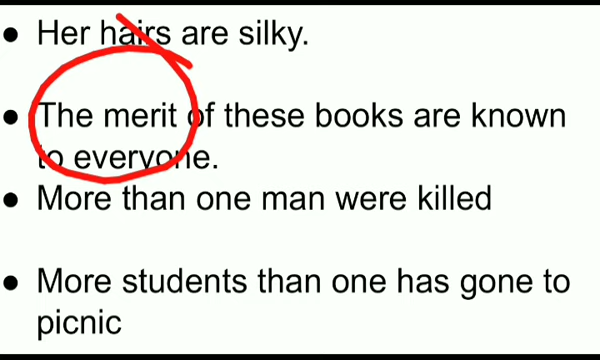 ● Her hairs are silky.
● The merit of these books are known
to everyone.
● More than one man were killed
● More students than one has gone to
picnic